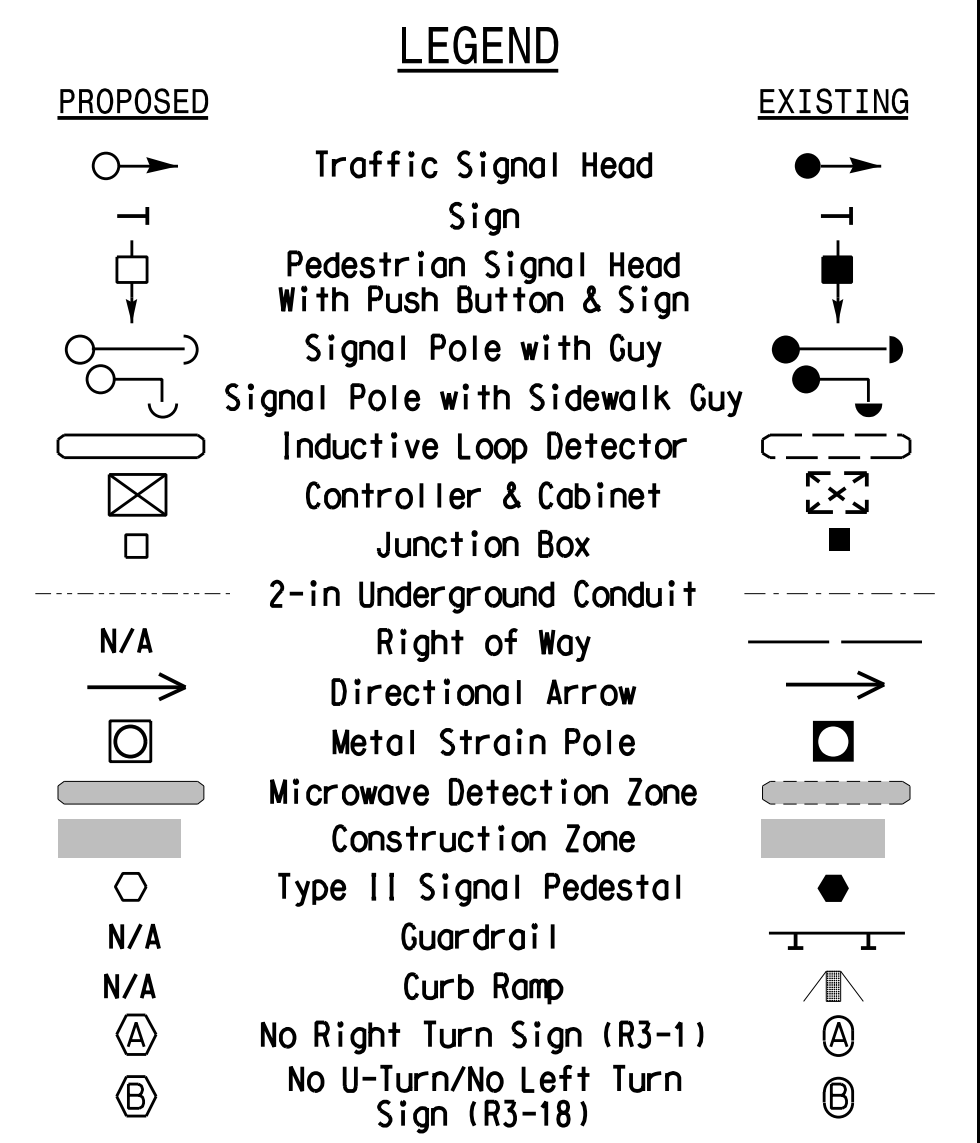 LEGEND
PROPOSED EXISTING
Traffic Signal Head
Sign
Pedestrian Signal Head
With Push Button & Sign
Signal Pole with Guy
Signal Pole with Sidewalk Guy
Inductive Loop Detector
Controller & Cabinet
Junction Box
2-in Underground Conduit
N/A Right of Way
Directional Arrow
Metal Strain Pole
Microwave Detection Zone
Construction Zone
Type II Signal Pedestal
N/A Guardrail
N/A Curb Ramp
A No Right Turn Sign (R3-1) A
No U-Turn/No Left Turn
B Sign (R3-18) B